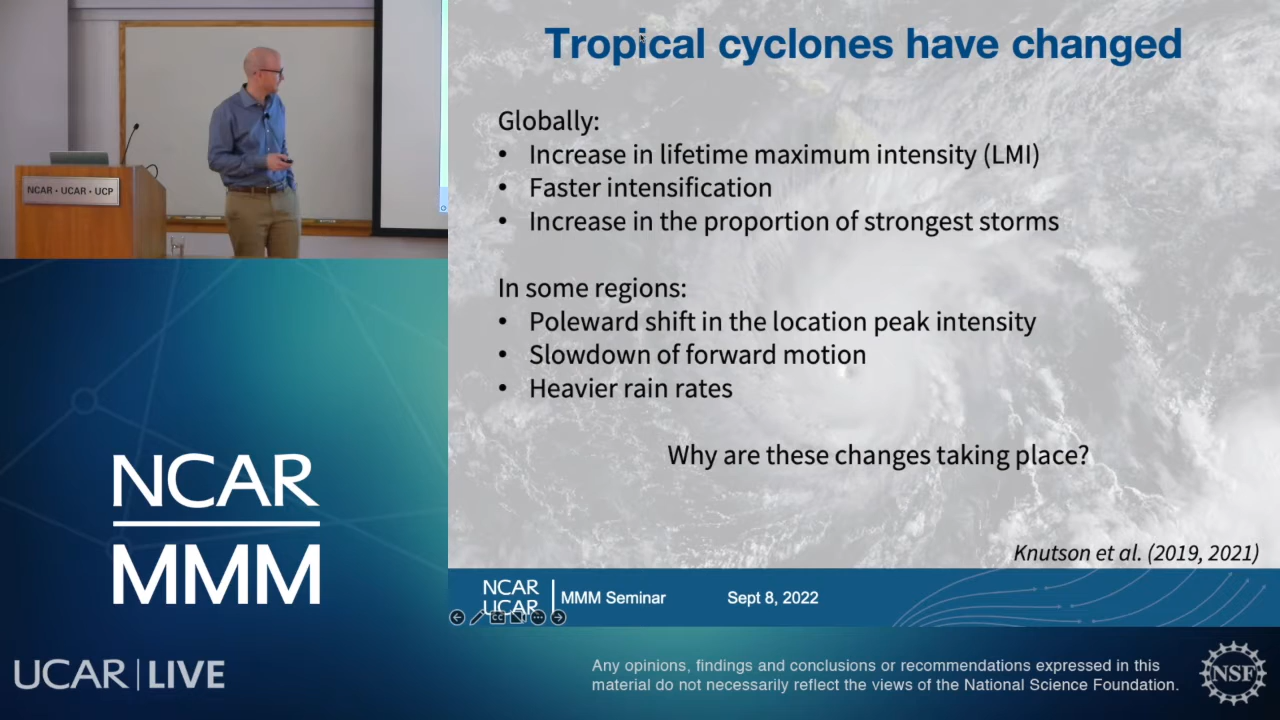 Tropical cyclones have changed
Globally:
• Increase in lifetime maximum intensity (LMI)
• Faster intensification
• Increase in the proportion of strongest storms
In some regions:
• Poleward shift in the location peak intensity
• Slowdown of forward motion
• Heavier rain rates
Why are these changes taking place?
Knutson et al. (2019, 2021)
NCAR
UCAR
MMM Seminar
Sept 8, 2022
NCAR • UCAR • UCP
NCAR
MMM
UCAR | LIVE
Any opinions, findings and conclusions or recommendations expressed in this
material do not necessarily reflect the views of the National Science Foundation.
NSF
CC